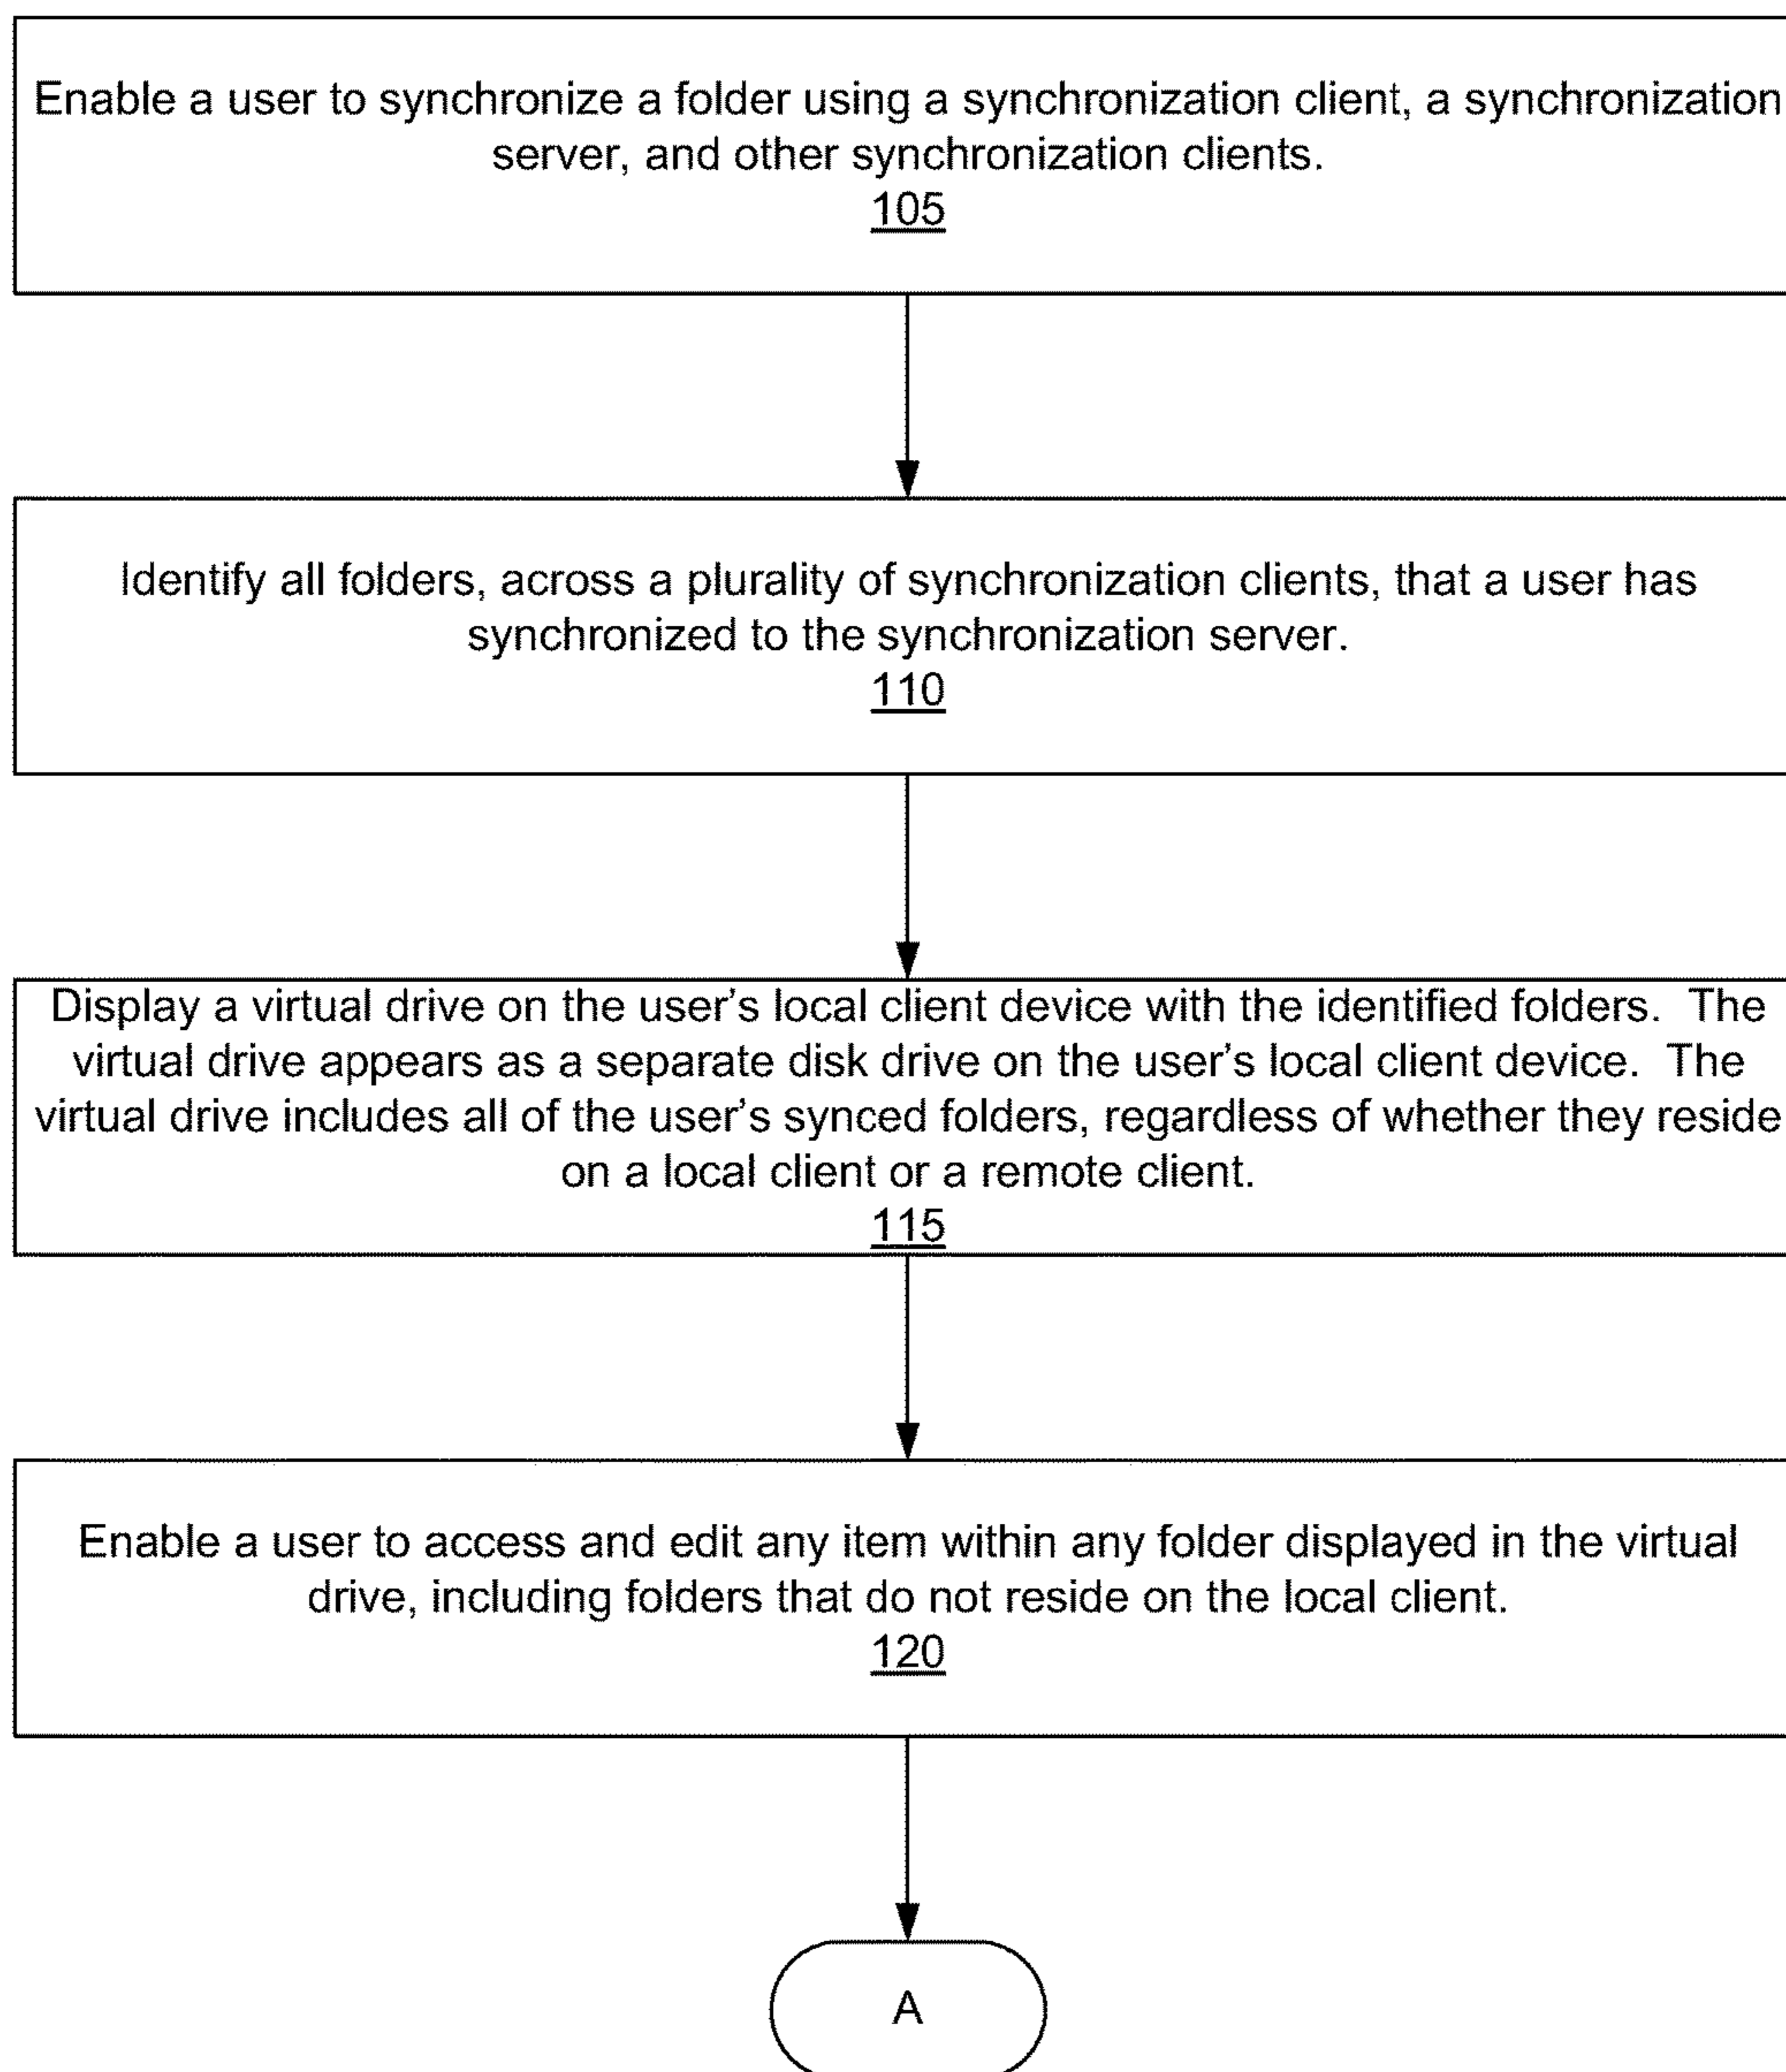 Enable a user to synchronize a folder using a synchronization client, a synchronization
server, and other synchronization clients.
105
Identify all folders, across a plurality of synchronization clients, that a user has
synchronized to the synchronization server.
110
Display a virtual drive on the user's local client device with the identified folders.  The
virtual drive appears as a separate disk drive on the user's local client device.  The
virtual drive includes all of the user's synced folders, regardless of whether they reside
on a local client or a remote client.
115
Enable a user to access and edit any item within any folder displayed in the virtual
drive, including folders that do not reside on the local client.
120
A